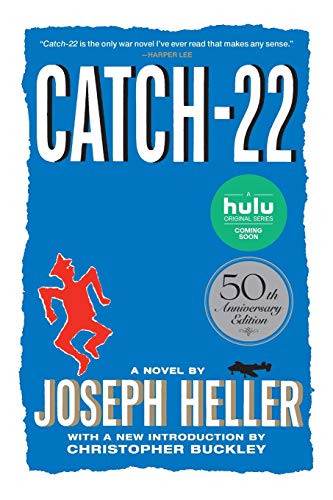 "Catch-22 is the only war novel I've ever read that makes any sense."
—HARPER LEE
CATCH-22
A
hulu
ORIGINAL SERIES
COMING
SOON
50th
Anniversary
Edition
A NOVEL BY
JOSEPH HELLER
WITH A NEW INTRODUCTION BY
CHRISTOPHER BUCKLEY